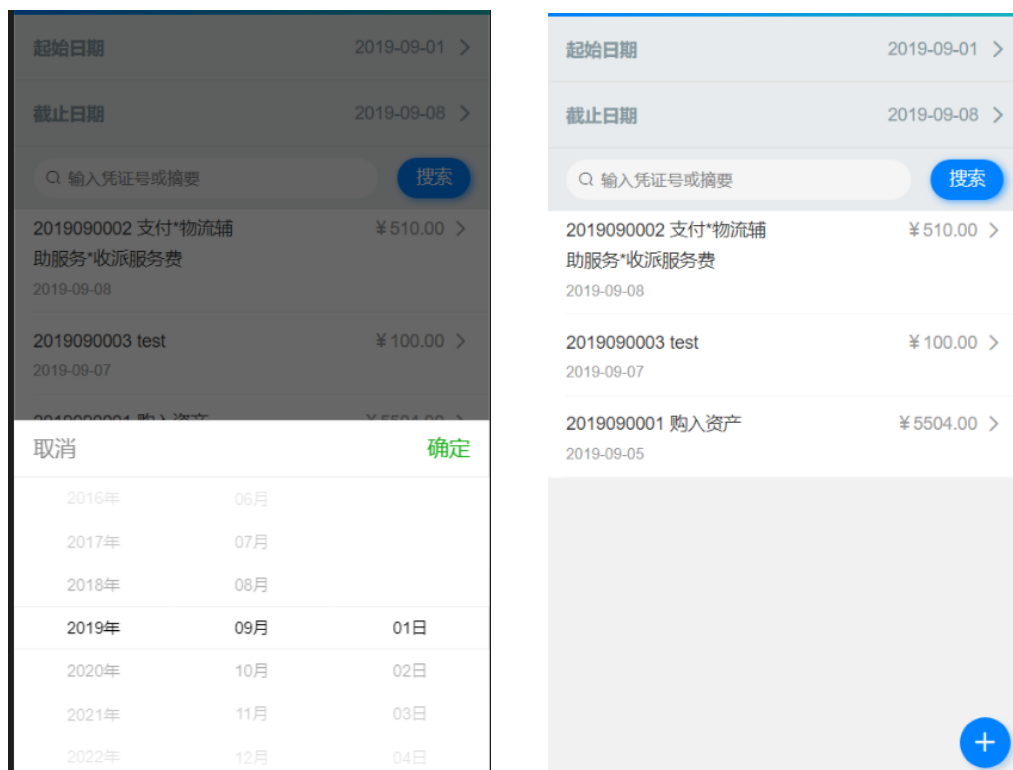 起始日期 2019-09-01
截止日期 2019-09-08
输入凭证号或摘要 搜索
2019090002 支付*物流辅 ¥510.00
助服务*收派服务费
2019-09-08
2019090003 test ¥100.00
2019-09-07
2019090001 购入资产 ¥5504.00
取消 确定
2016年 06月
2017年 07月
2018年 08月
2019年 09月 01日
2020年 10月 02日
2021年 11月 03日
2022年 12月 04日
起始日期 2019-09-01
截止日期 2019-09-08
输入凭证号或摘要 搜索
2019090002 支付*物流辅 ¥510.00
助服务*收派服务费
2019-09-08
2019090003 test ¥100.00
2019-09-07
2019090001 购入资产 ¥5504.00
2019-09-05